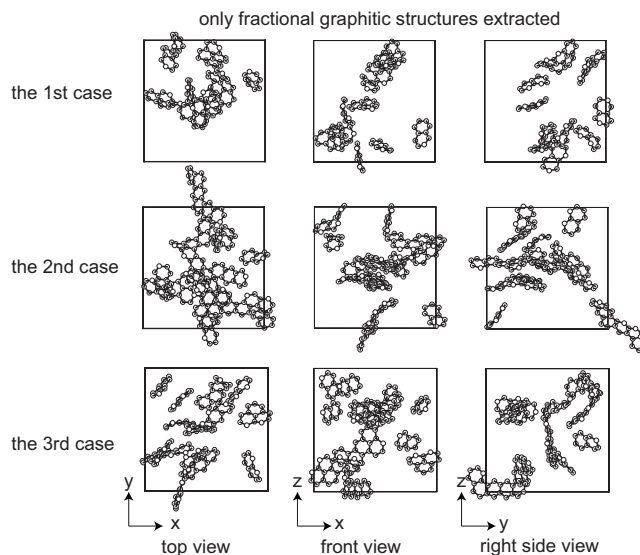 only fractional graphitic structures extracted
the 1st case
the 2nd case
the 3rd case
y
x
top view
z
x
front view
z
y
right side view